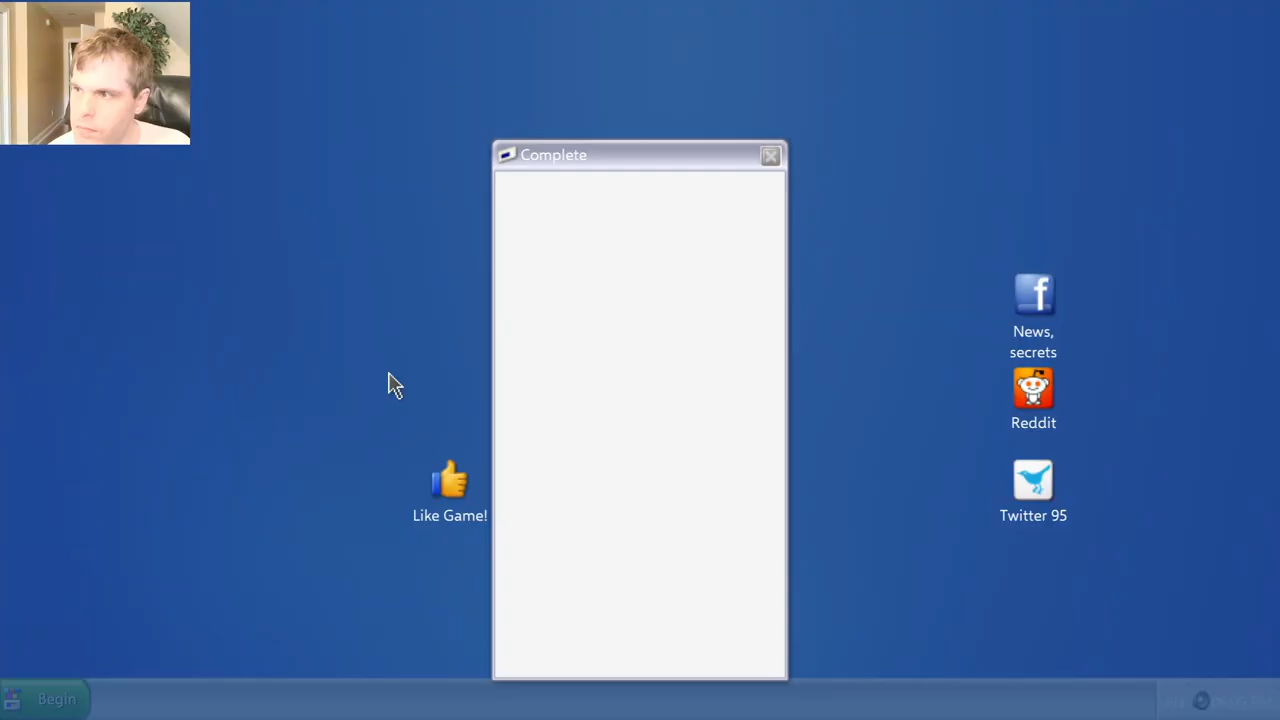 Complete
News,
secrets
Reddit
Like Game!
Twitter 95
Begin